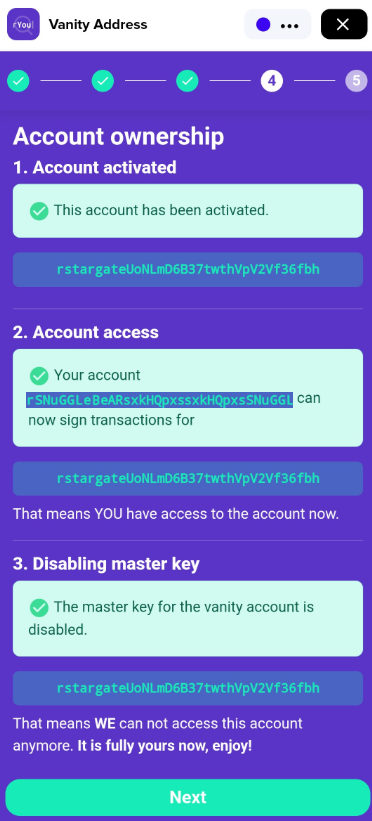 rYou!
Vanity Address
4
5
Account ownership
1. Account activated
This account has been activated.
rstargateUoNLmD6B37twthVpV2Vf36fbh
2. Account access
Your account
rSNuGGLeBeARsxkHQpxssxkHQpxsSNuGGL can
now sign transactions for
rstargateUoNLmD6B37twthVpV2Vf36fbh
That means YOU have access to the account now.
3. Disabling master key
The master key for the vanity account is
disabled.
rstargateUoNLmD6B37twthVpV2Vf36fbh
That means WE can not access this account
anymore. It is fully yours now, enjoy!
Next